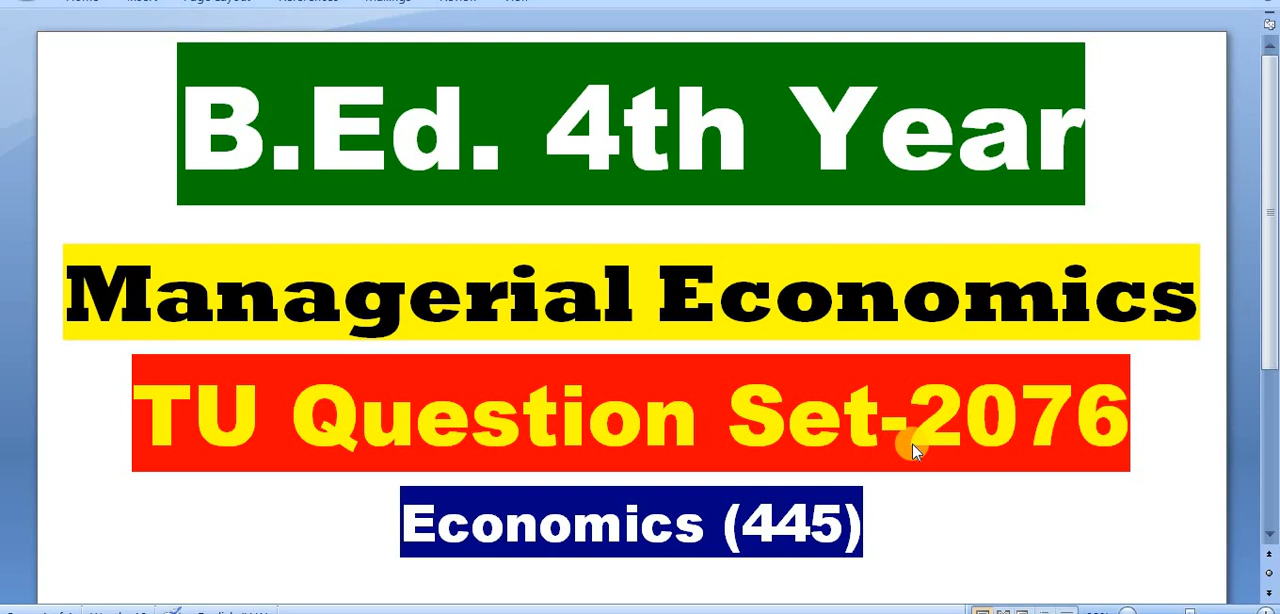 B.Ed. 4th Year
Managerial Economics
TU Question Set-2076
Economics (445)